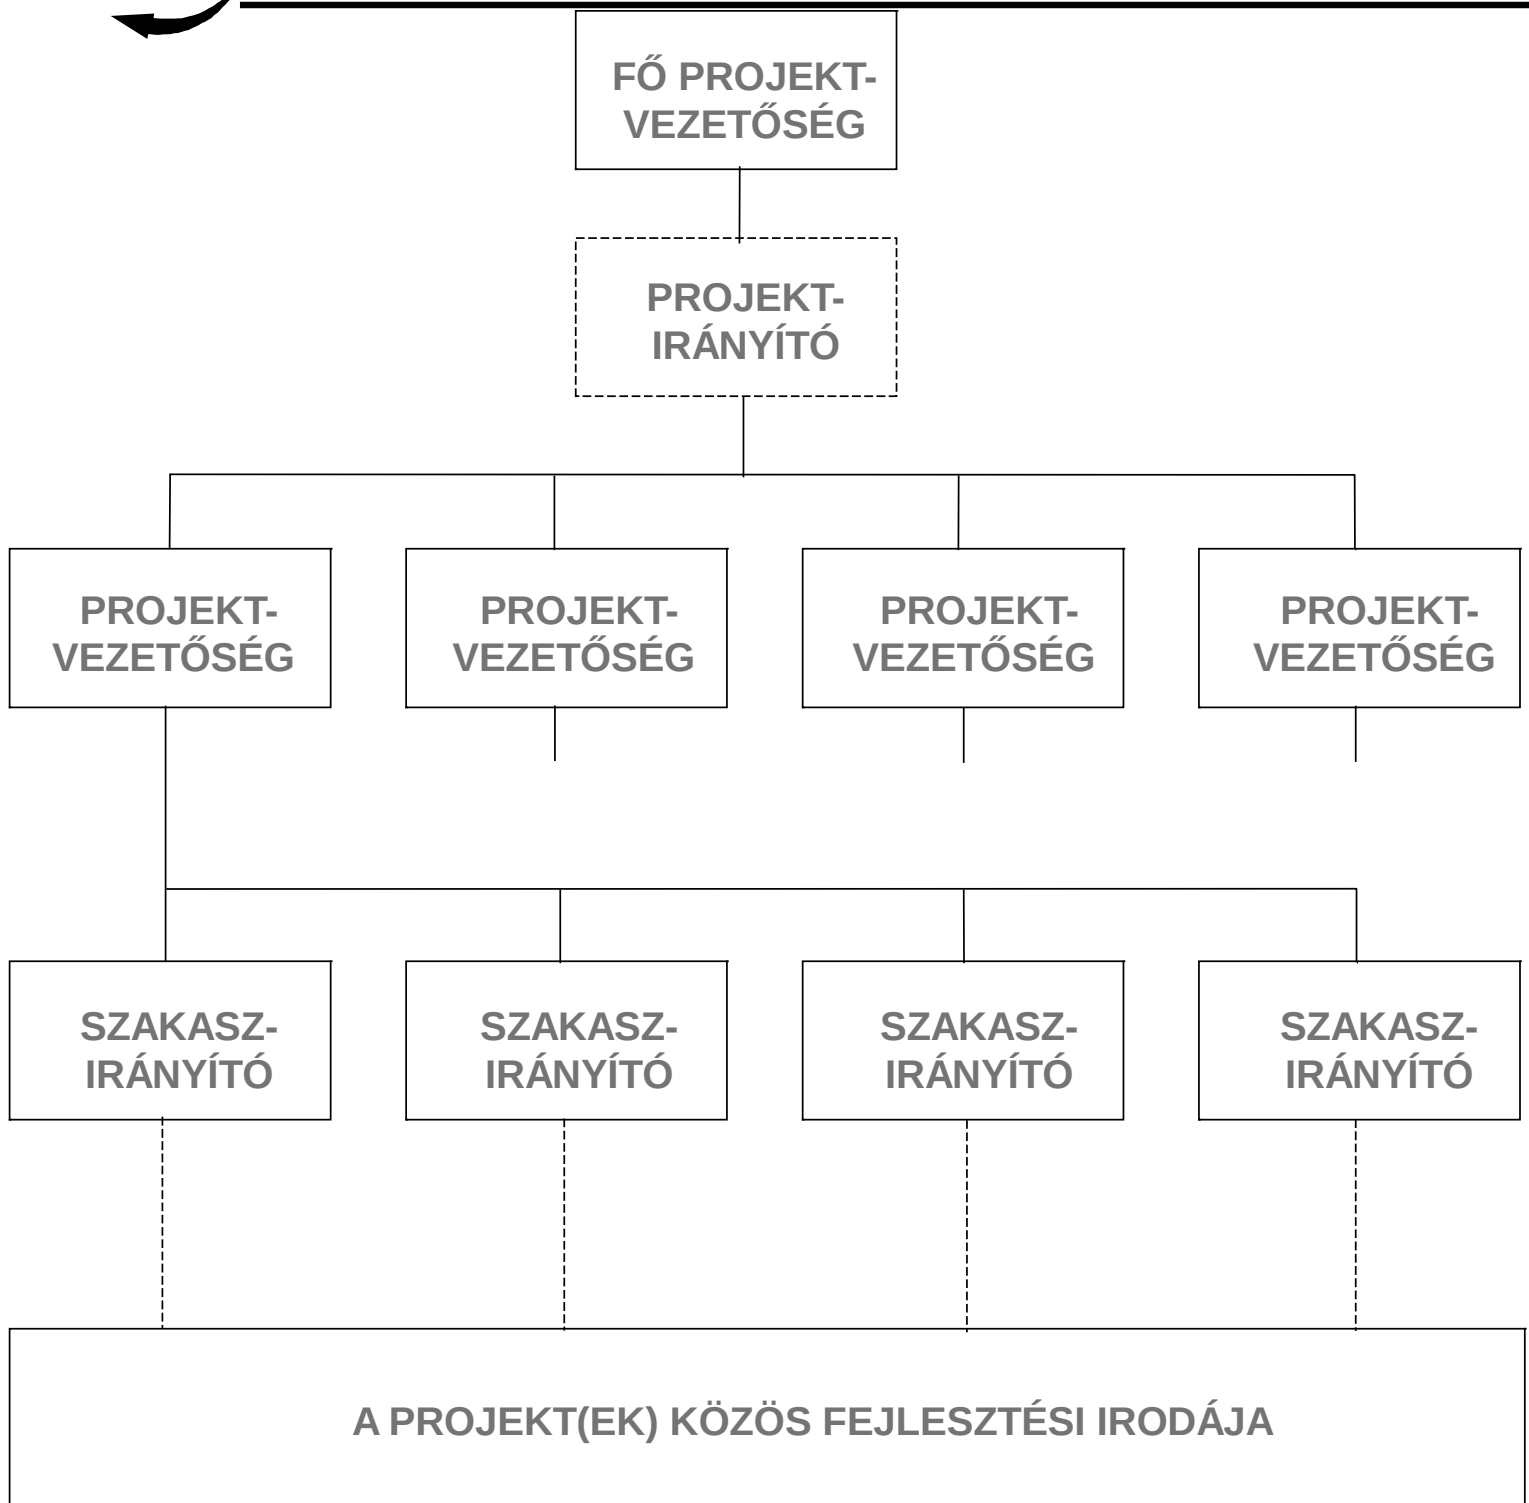 FŐ PROJEKT-
VEZETŐSÉG
PROJEKT-
IRÁNYÍTÓ
PROJEKT-
VEZETŐSÉG
PROJEKT-
VEZETŐSÉG
PROJEKT-
VEZETŐSÉG
PROJEKT-
VEZETŐSÉG
SZAKASZ-
IRÁNYÍTÓ
SZAKASZ-
IRÁNYÍTÓ
SZAKASZ-
IRÁNYÍTÓ
SZAKASZ-
IRÁNYÍTÓ
A PROJEKT(EK) KÖZÖS FEJLESZTÉSI IRODÁJA